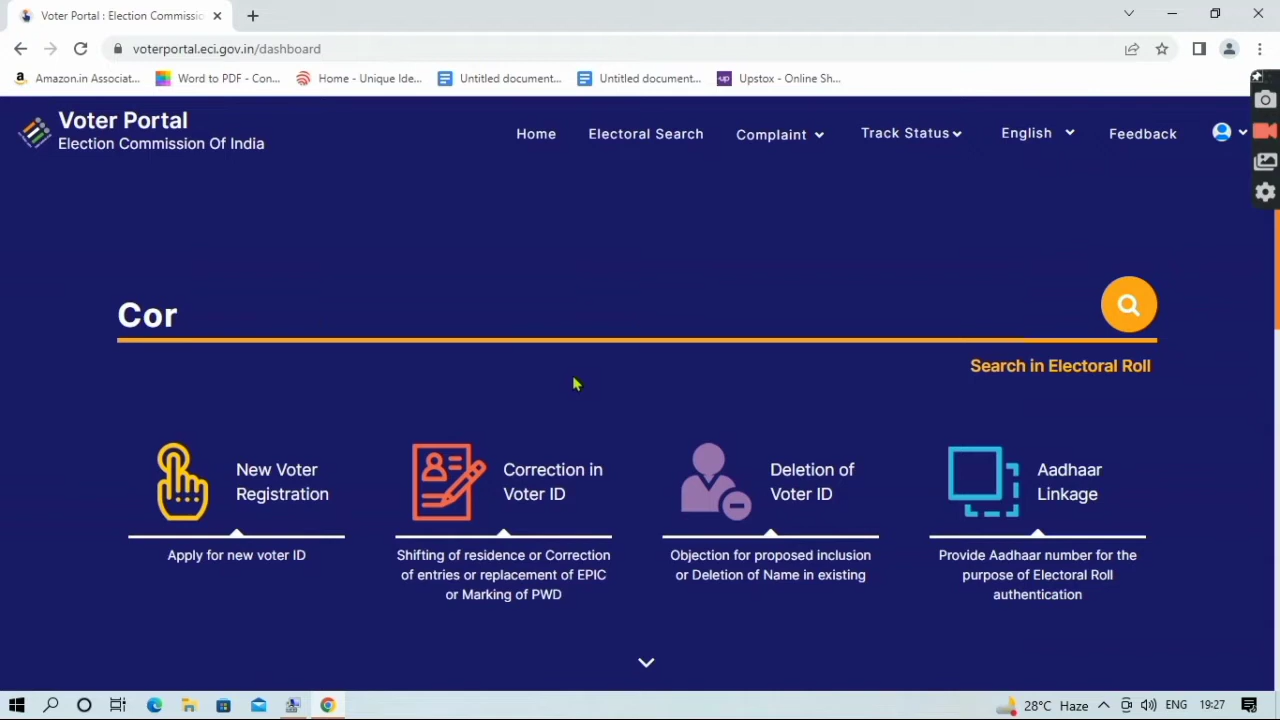 Voter Portal : Election Commissic
voterportal.eci.gov.in/dashboard
Amazon.in Associat... Word to PDF - Con... Home - Unique Ide... Untitled document... Untitled document... Upstox - Online Sh...
Voter Portal
Election Commission Of India
Home Electoral Search Complaint Track Status English Feedback
Cor
Search in Electoral Roll
New Voter
Registration
Apply for new voter ID
Correction in
Voter ID
Shifting of residence or Correction
of entries or replacement of EPIC
or Marking of PWD
Deletion of
Voter ID
Objection for proposed inclusion
or Deletion of Name in existing
Aadhaar
Linkage
Provide Aadhaar number for the
purpose of Electoral Roll
authentication
28°C Haze ENG 19:27